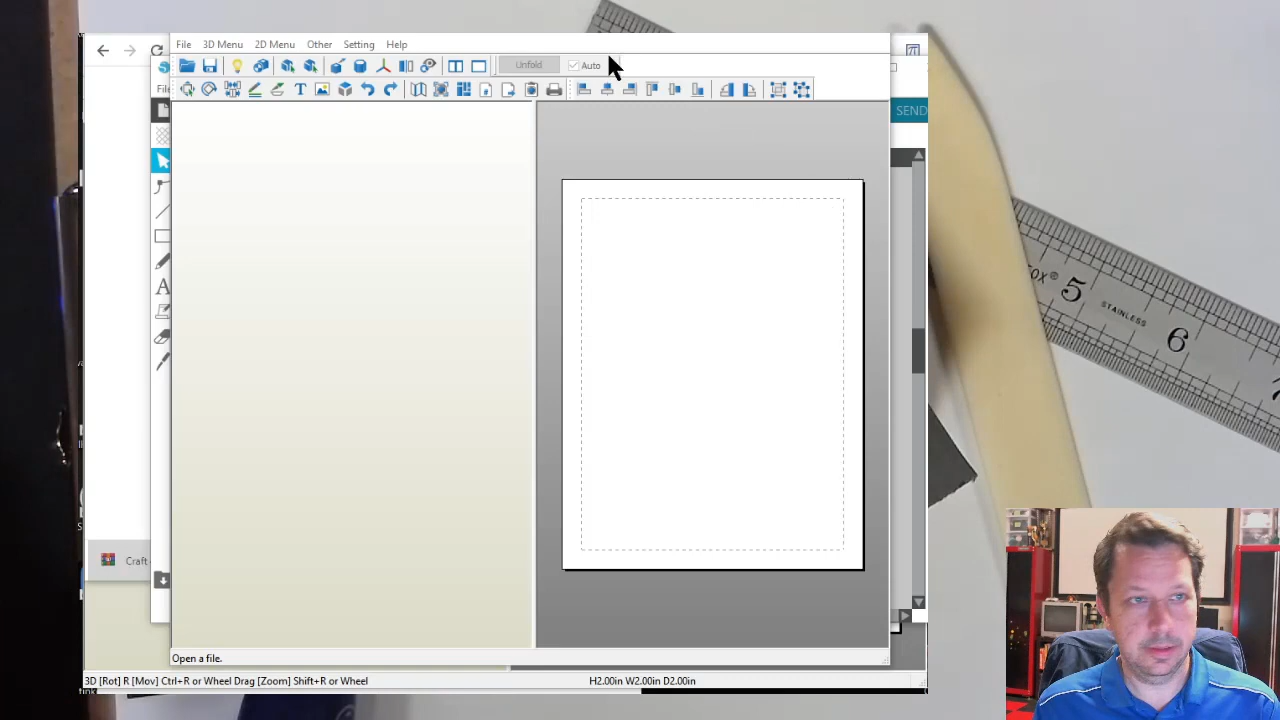 File 3D Menu 2D Menu Other Setting Help
Unfold Auto
SEND
Craft
Open a file.
3D [Rot] R [Mov] Ctrl+R or Wheel Drag [Zoom] Shift+R or Wheel H2.00in W2.00in D2.00in
5
STAINLESS
6